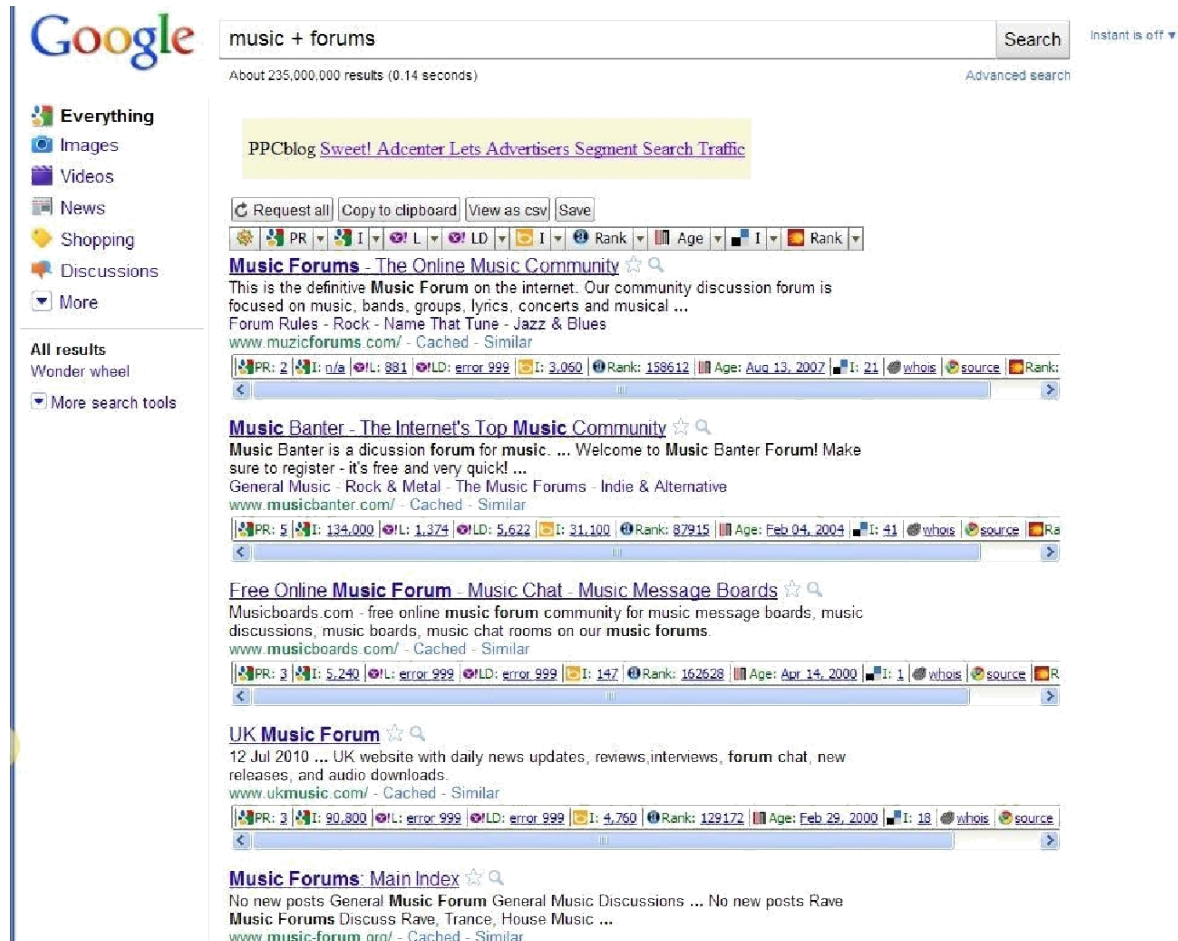 Google
music + forums
Search
Instant is off ▼
About 235,000,000 results (0.14 seconds)
Advanced search
Everything
Images
Videos
News
Shopping
Discussions
More
All results
Wonder wheel
More search tools
PPCblog Sweet! Adcenter Lets Advertisers Segment Search Traffic
Request all Copy to clipboard View as csv Save
PR I Y! L Y! LD I Rank Age I Rank
Music Forums - The Online Music Community
This is the definitive Music Forum on the internet. Our community discussion forum is
focused on music, bands, groups, lyrics, concerts and musical ...
Forum Rules - Rock - Name That Tune - Jazz & Blues
www.muzicforums.com/ - Cached - Similar
PR: 2 I: n/a Y!L: 881 Y!LD: error 999 I: 3,060 Rank: 158612 Age: Aug 13, 2007 I: 21 whois source Rank:
Music Banter - The Internet's Top Music Community
Music Banter is a dicussion forum for music. ... Welcome to Music Banter Forum! Make
sure to register - it's free and very quick! ...
General Music - Rock & Metal - The Music Forums - Indie & Alternative
www.musicbanter.com/ - Cached - Similar
PR: 5 I: 134,000 Y!L: 1,374 Y!LD: 5,622 I: 31,100 Rank: 87915 Age: Feb 04, 2004 I: 41 whois source Ra
Free Online Music Forum - Music Chat - Music Message Boards
Musicboards.com - free online music forum community for music message boards, music
discussions, music boards, music chat rooms on our music forums.
www.musicboards.com/ - Cached - Similar
PR: 3 I: 5,240 Y!L: error 999 Y!LD: error 999 I: 147 Rank: 162628 Age: Apr 14, 2000 I: 1 whois source R
UK Music Forum
12 Jul 2010 ... UK website with daily news updates, reviews,interviews, forum chat, new
releases, and audio downloads.
www.ukmusic.com/ - Cached - Similar
PR: 3 I: 90,800 Y!L: error 999 Y!LD: error 999 I: 4,760 Rank: 129172 Age: Feb 29, 2000 I: 18 whois source
Music Forums: Main Index
No new posts General Music Forum General Music Discussions ... No new posts Rave
Music Forums Discuss Rave, Trance, House Music ...
www.music-forum.org/ - Cached - Similar